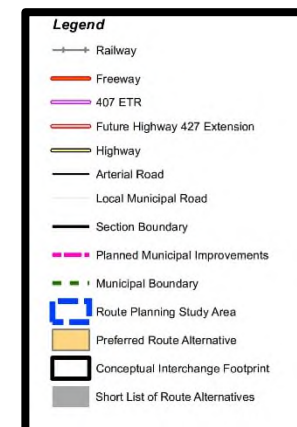 Legend
Railway
Freeway
407 ETR
Future Highway 427 Extension
Highway
Arterial Road
Local Municipal Road
Section Boundary
Planned Municipal Improvements
Municipal Boundary
Route Planning Study Area
Preferred Route Alternative
Conceptual Interchange Footprint
Short List of Route Alternatives